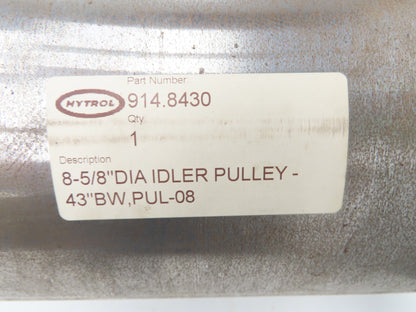 Part Number
HYTROL 914.8430
Qty
1
Description
8-5/8"DIA IDLER PULLEY -
43"BW,PUL-08